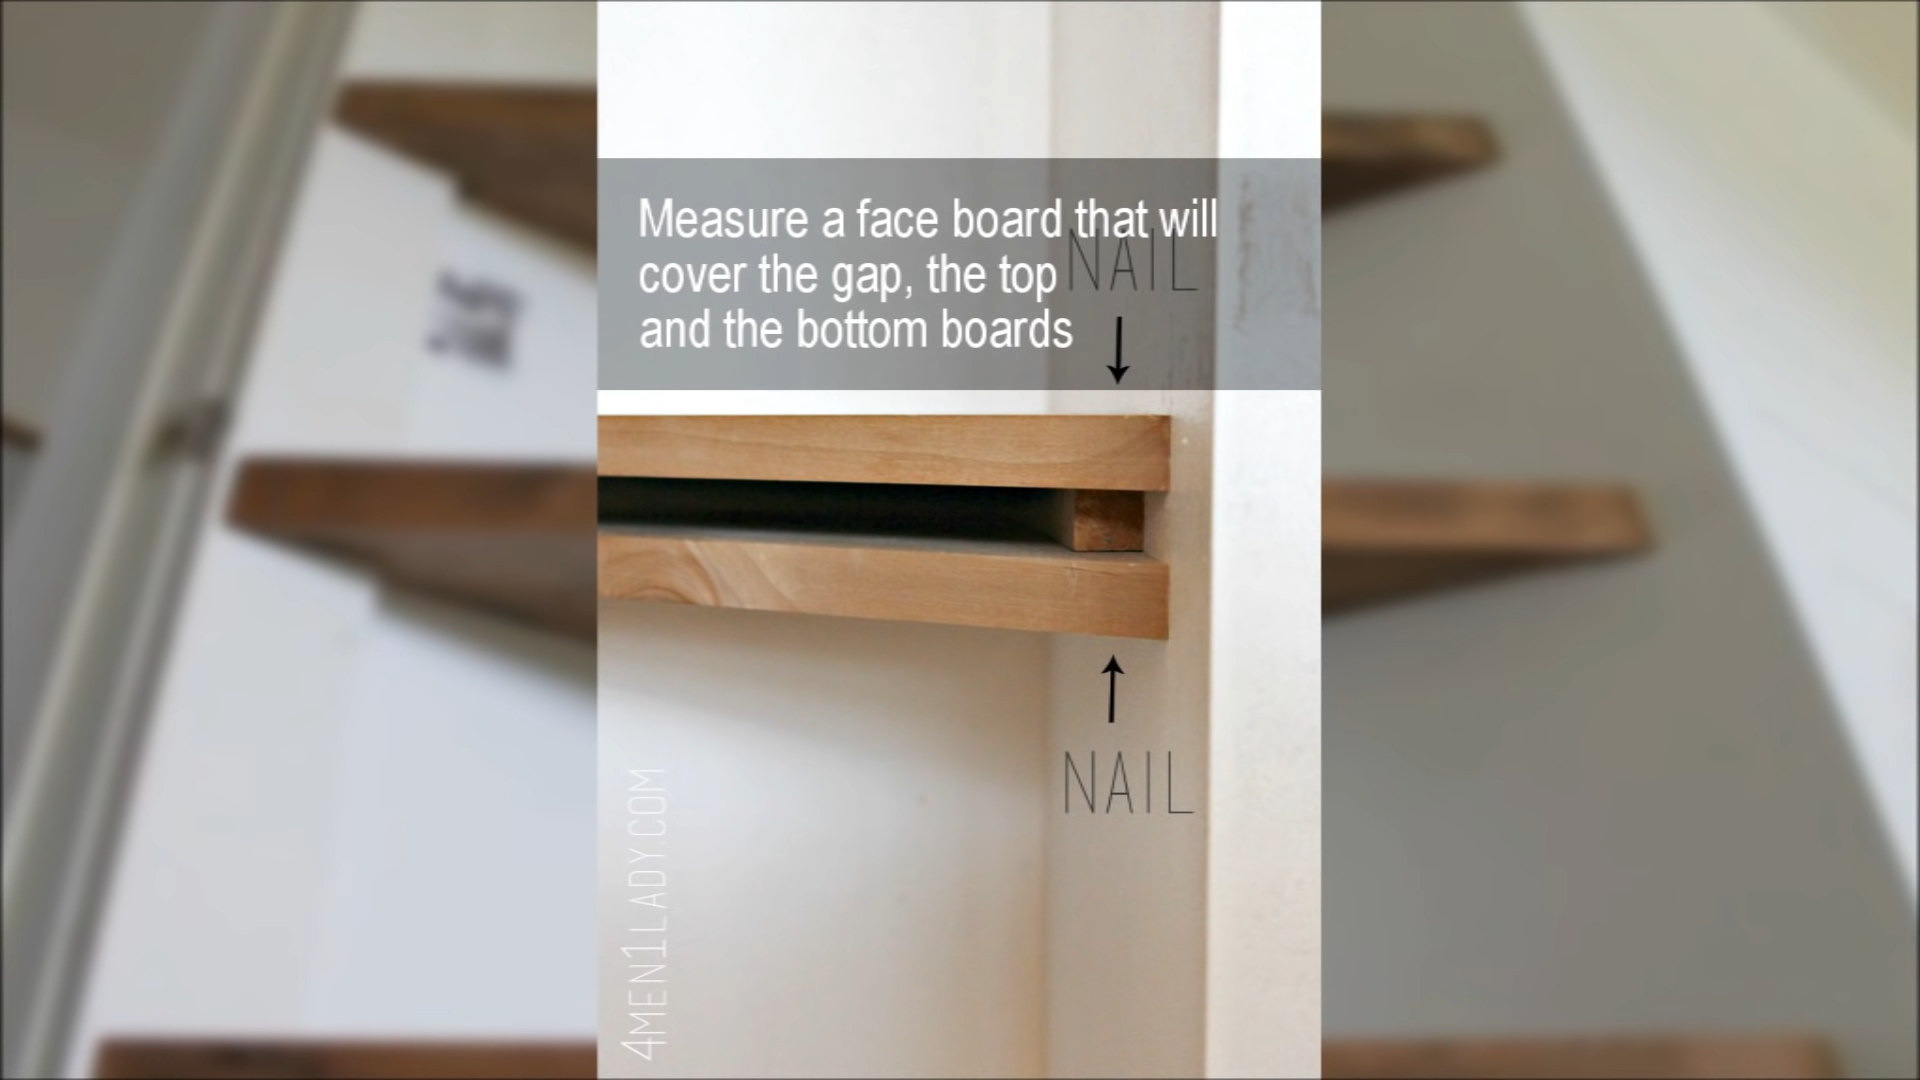 Measure a face board that will
cover the gap, the top
and the bottom boards
NAIL
NAIL
4MEN1LADY.COM